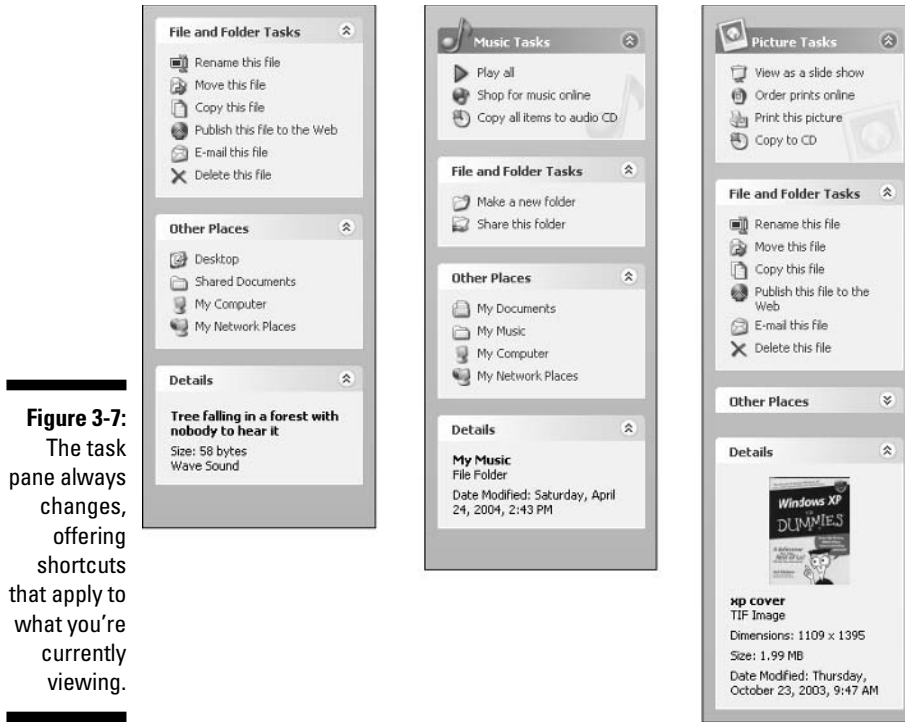 File and Folder Tasks
Rename this file
Move this file
Copy this file
Publish this file to the Web
E-mail this file
Delete this file
Other Places
Desktop
Shared Documents
My Computer
My Network Places
Details
Tree falling in a forest with
nobody to hear it
Size: 58 bytes
Wave Sound
Music Tasks
Play all
Shop for music online
Copy all items to audio CD
File and Folder Tasks
Make a new folder
Share this folder
Other Places
My Documents
My Music
My Computer
My Network Places
Details
My Music
File Folder
Date Modified: Saturday, April
24, 2004, 2:43 PM
Picture Tasks
View as a slide show
Order prints online
Print this picture
Copy to CD
File and Folder Tasks
Rename this file
Move this file
Copy this file
Publish this file to the
Web
E-mail this file
Delete this file
Other Places
Details
Windows XP
DUMMIES
xp cover
TIF Image
Dimensions: 1109 x 1395
Size: 1.99 MB
Date Modified: Thursday,
October 23, 2003, 9:47 AM
Figure 3-7:
The task
pane always
changes,
offering
shortcuts
that apply to
what you're
currently
viewing.